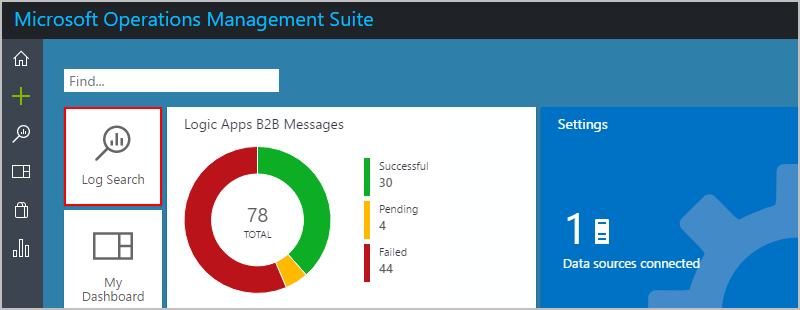 Microsoft Operations Management Suite
Find...
Log Search
My
Dashboard
Logic Apps B2B Messages
78
TOTAL
Successful
30
Pending
4
Failed
44
Settings
1
Data sources connected